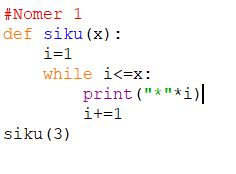 #Nomer 1
def siku(x):
    i=1
    while i<=x:
        print("*"*i)
        i+=1
siku(3)